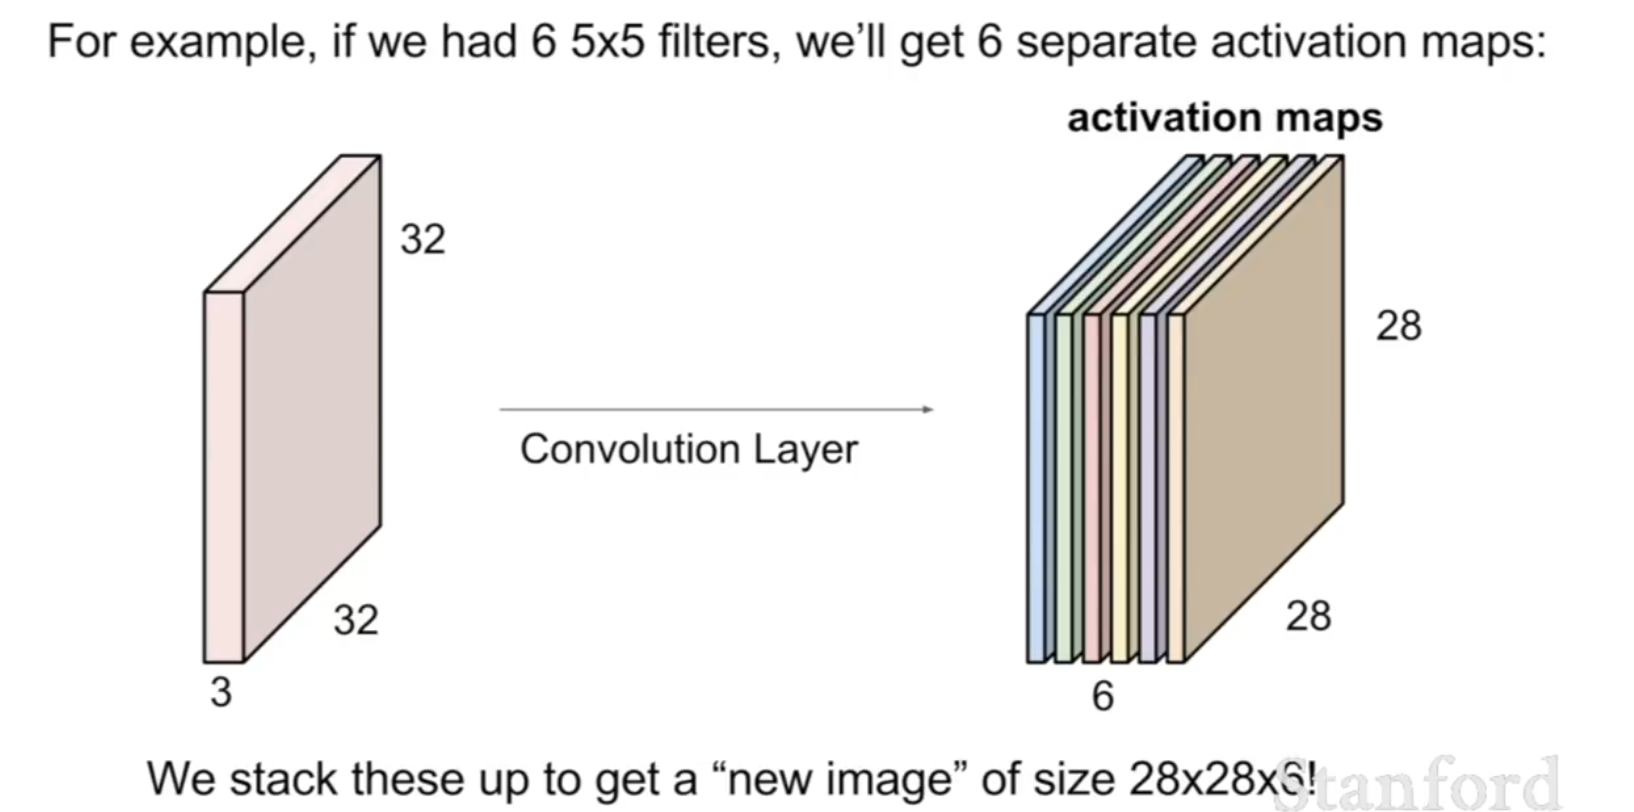 For example, if we had 6 5x5 filters, we’ll get 6 separate activation maps:
activation maps
32
32
3
Convolution Layer
28
28
6
We stack these up to get a “new image” of size 28x28x6!
Stanford